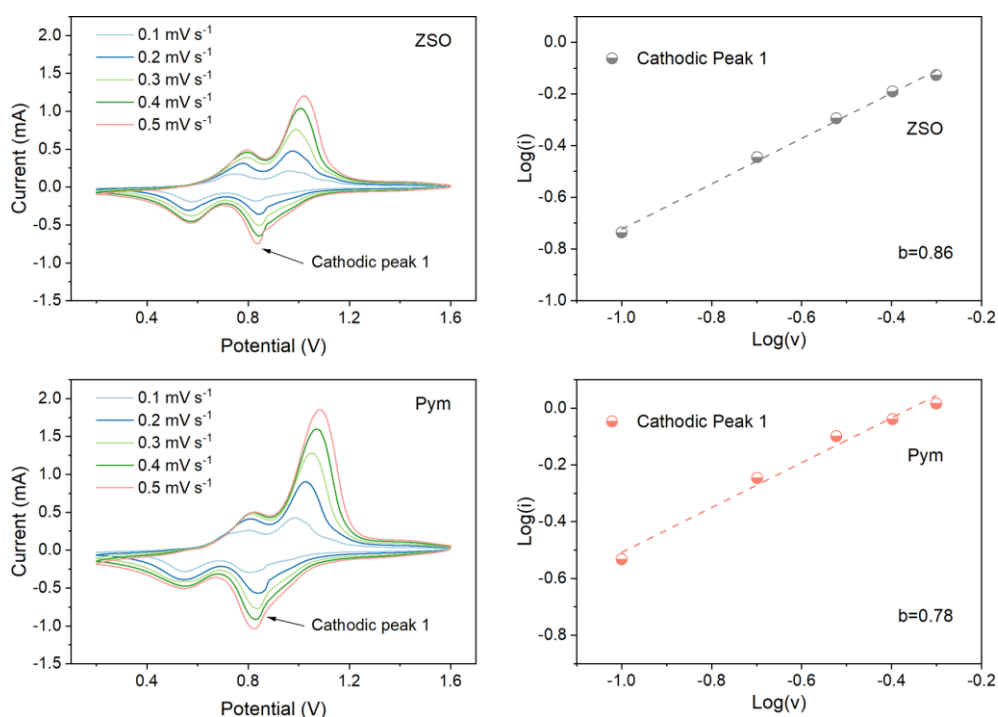 ZSO
0.1 mV s⁻¹
0.2 mV s⁻¹
0.3 mV s⁻¹
0.4 mV s⁻¹
0.5 mV s⁻¹
Cathodic peak 1
2.0
1.5
1.0
0.5
0.0
-0.5
-1.0
-1.5
Current (mA)
0.4 0.8 1.2 1.6
Potential (V)
Cathodic Peak 1
ZSO
b=0.86
0.0
-0.2
-0.4
-0.6
-0.8
-1.0
Log(i)
-1.0 -0.8 -0.6 -0.4 -0.2
Log(v)
Pym
0.1 mV s⁻¹
0.2 mV s⁻¹
0.3 mV s⁻¹
0.4 mV s⁻¹
0.5 mV s⁻¹
Cathodic peak 1
2.0
1.5
1.0
0.5
0.0
-0.5
-1.0
-1.5
Current (mA)
0.4 0.8 1.2 1.6
Potential (V)
Cathodic Peak 1
Pym
b=0.78
0.0
-0.2
-0.4
-0.6
-0.8
Log(i)
-1.0 -0.8 -0.6 -0.4 -0.2
Log(v)